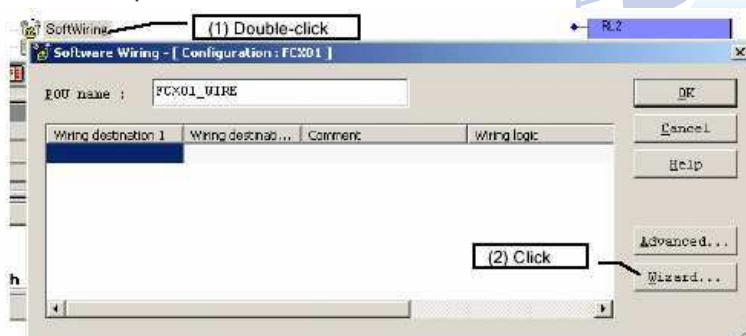 SoftWiring
(1) Double-click
RL2
Software Wiring - [ Configuration : FCX01 ]
POU name :
FCX01_WIRE
OK
Wiring destination 1
Wiring destinati...
Comment
Wiring logic
Cancel
Help
Advanced...
(2) Click
Wizard...
h